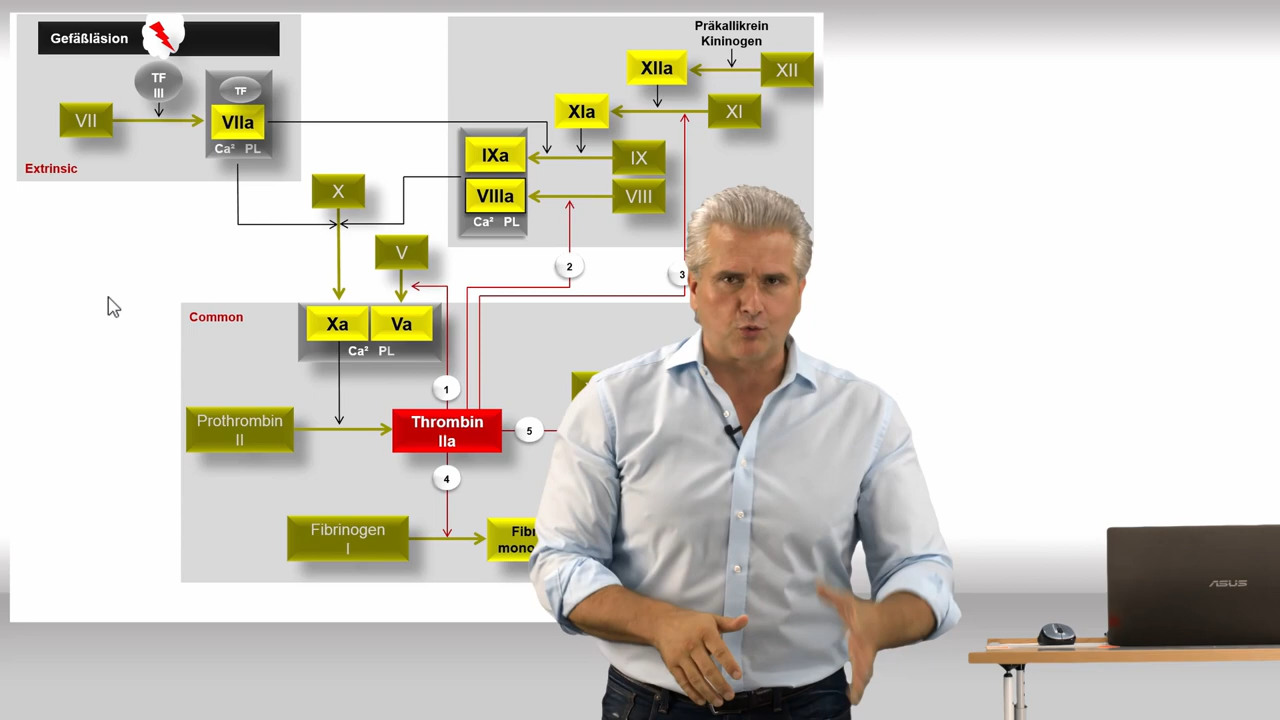 Gefäßläsion
TF
III
TF
VII
VIIa
Ca² PL
Extrinsic
Präkallikrein
Kininogen
XIIa
XII
XIa
XI
IXa
IX
VIIIa
VIII
Ca² PL
X
V
2
3
Common
Xa
Va
Ca² PL
1
Prothrombin
II
Thrombin
IIa
5
4
Fibrinogen
I
ASUS